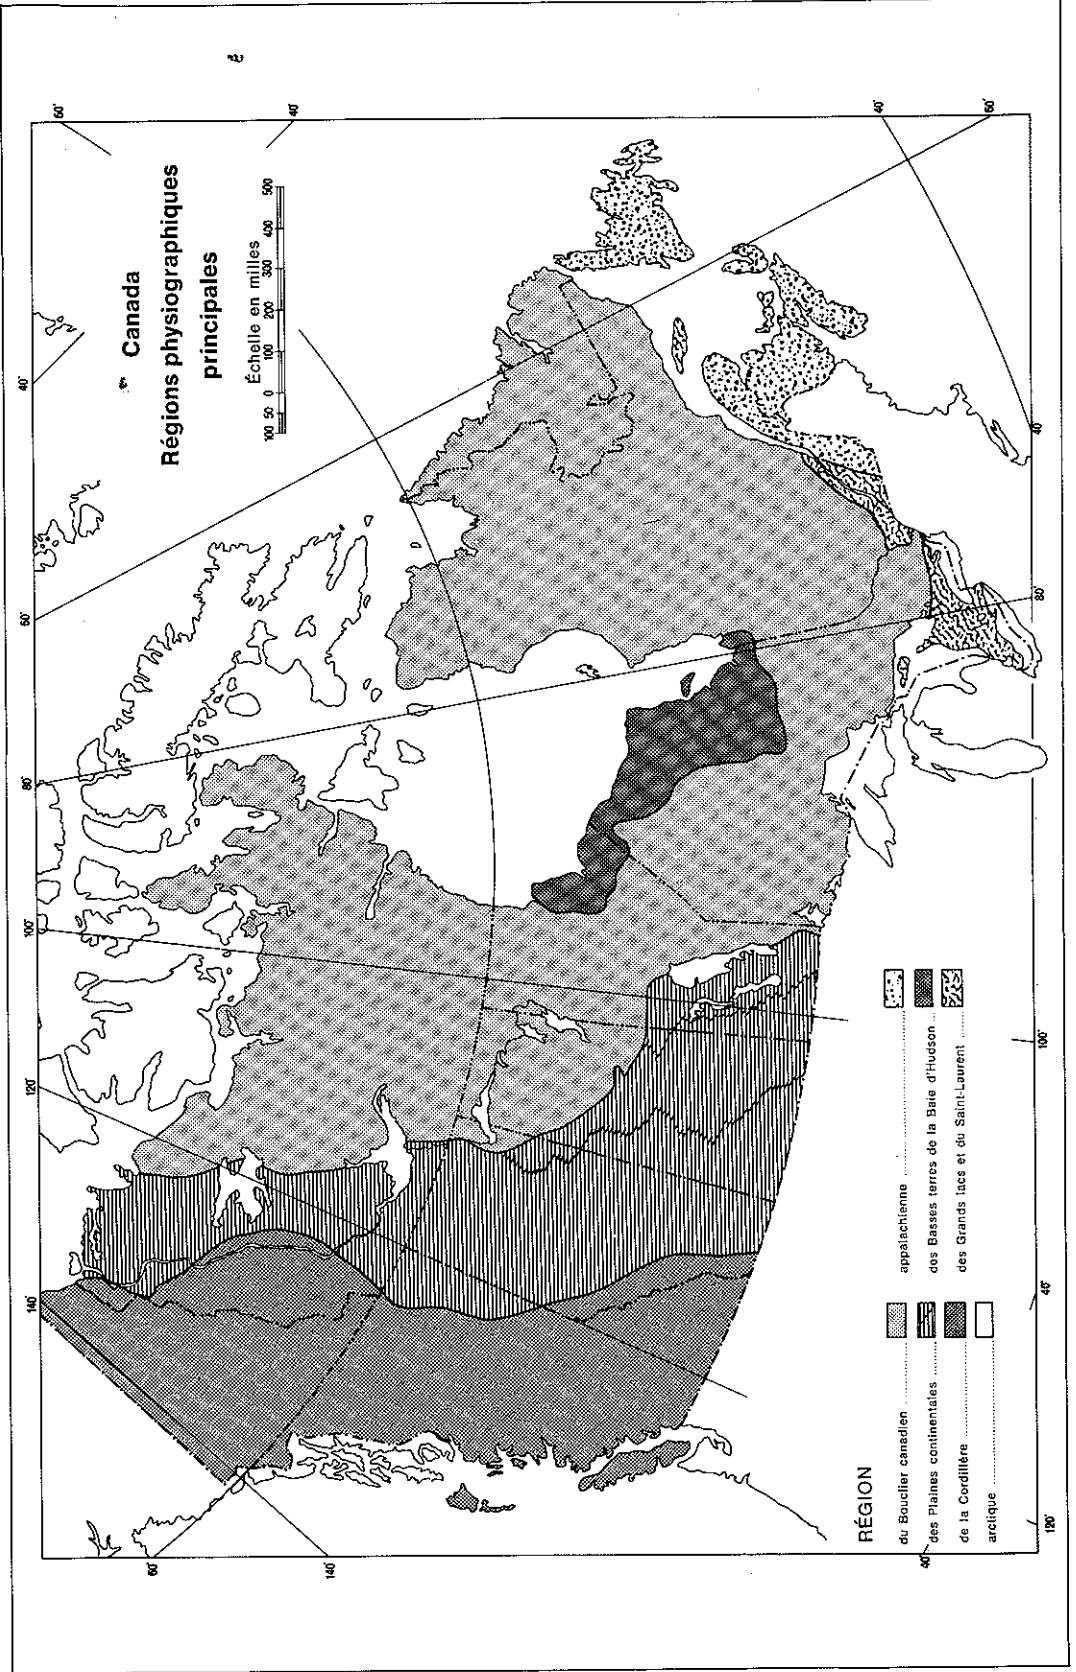 Canada
Régions physiographiques
principales
Échelle en milles
100 50 0 100 200 300 400 500
140° 120° 100° 80° 60° 40°
60° 40°
60°
140°
40° 60°
40°
120° 40° 100° 80° 40°
RÉGION
du Bouclier canadien
des Plaines continentales
de la Cordillère
arctique
appalachienne
des Basses terres de la Baie d'Hudson
des Grands lacs et du Saint-Laurent